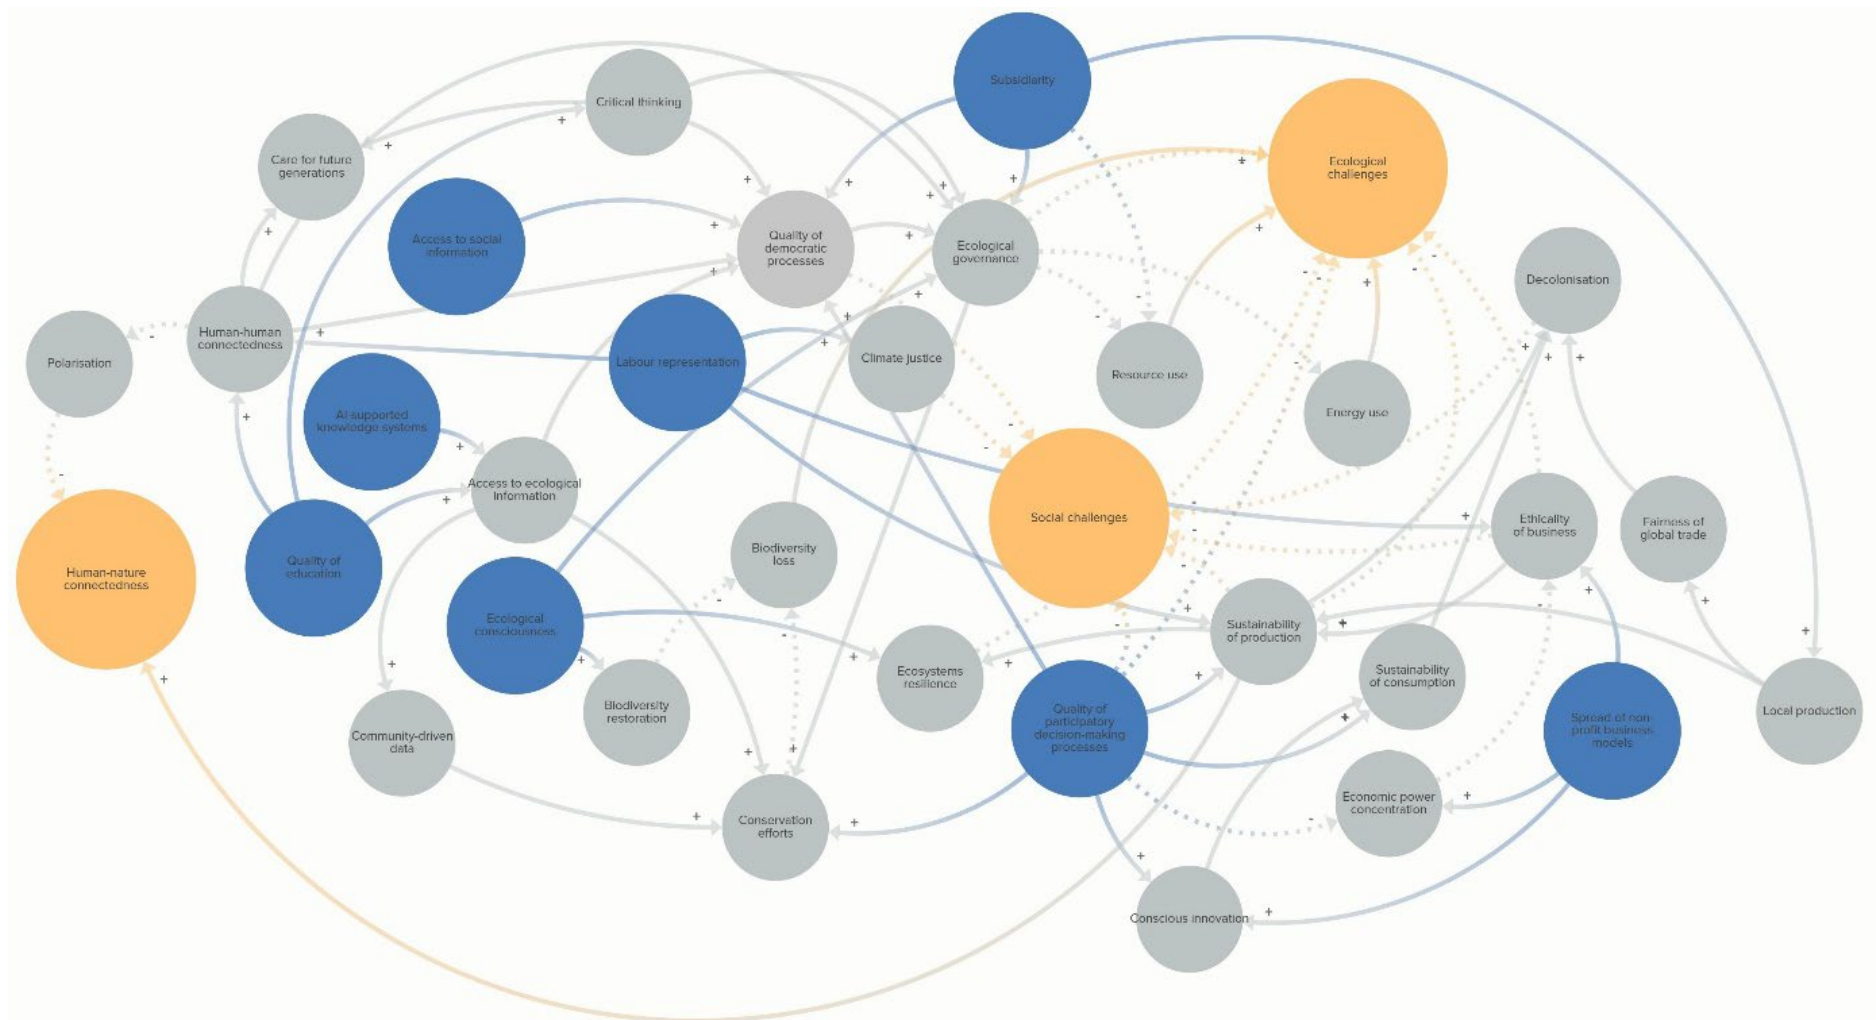 Subsidiarity
Critical thinking
Ecological
challenges
Care for future
generations
Access to social
information
Quality of
democratic
processes
Ecological
governance
Decolonisation
Polarisation
Human-human
connectedness
Labour representation
Climate justice
Resource use
Energy use
AI-supported
knowledge systems
Access to ecological
information
Social challenges
Ethicality
of business
Fairness of
global trade
Human-nature
connectedness
Quality of
education
Biodiversity
loss
Ecological
consciousness
Ecosystems
resilience
Sustainability
of production
Sustainability
of consumption
Biodiversity
restoration
Community-driven
data
Quality of
participatory
decision-making
processes
Spread of non-
profit business
models
Local production
Economic power
concentration
Conservation
efforts
Conscious innovation